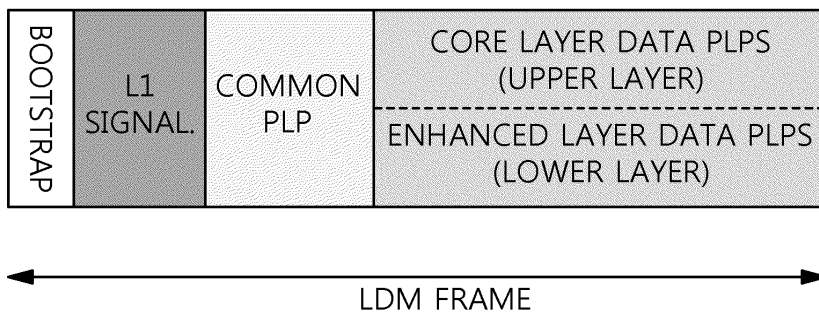 BOOTSTRAP
L1
SIGNAL.
COMMON
PLP
CORE LAYER DATA PLPS
(UPPER LAYER)
ENHANCED LAYER DATA PLPS
(LOWER LAYER)
LDM FRAME